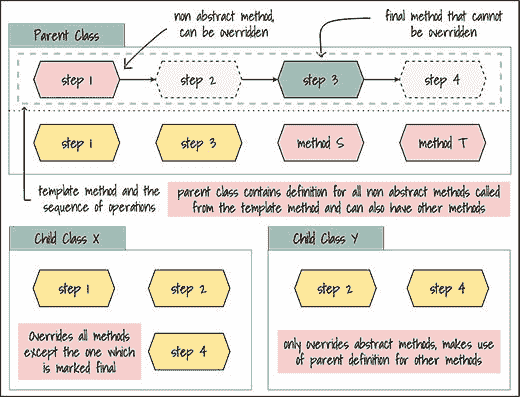 non abstract method,
can be overridden
final method that cannot
be overridden
Parent Class
step 1
step 2
step 3
step 4
step 1
step 3
method S
method T
template method and the
sequence of operations
parent class contains definition for all non abstract methods called
from the template method and can also have other methods
Child Class X
step 1
step 2
Overrides all methods
except the one which
is marked final
step 4
Child Class Y
step 2
step 4
only overrides abstract methods, makes use
of parent definition for other methods